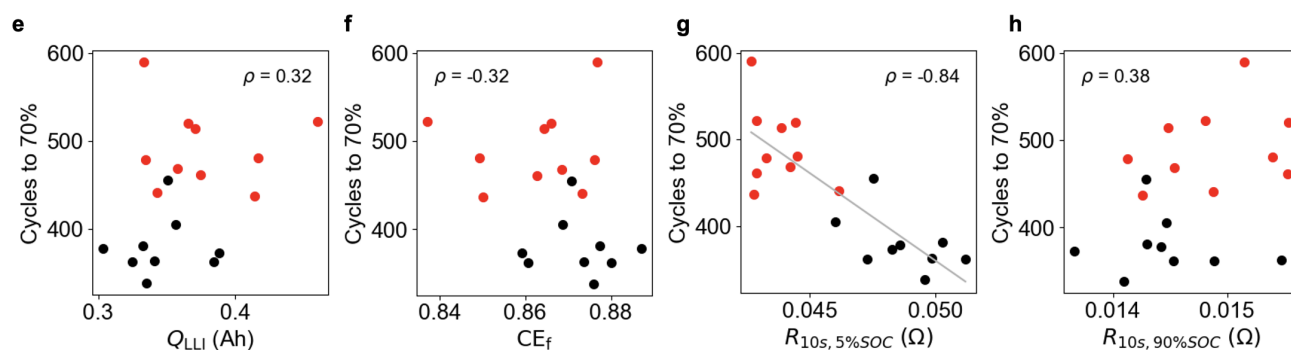 e
600
500
400
Cycles to 70%
ρ = 0.32
0.3
0.4
Q_LLI (Ah)
f
600
500
400
Cycles to 70%
ρ = -0.32
0.84
0.86
0.88
CE_f
g
600
500
400
Cycles to 70%
ρ = -0.84
0.045
0.050
R_10s, 5%SOC (Ω)
h
600
500
400
Cycles to 70%
ρ = 0.38
0.014
0.015
R_10s, 90%SOC (Ω)